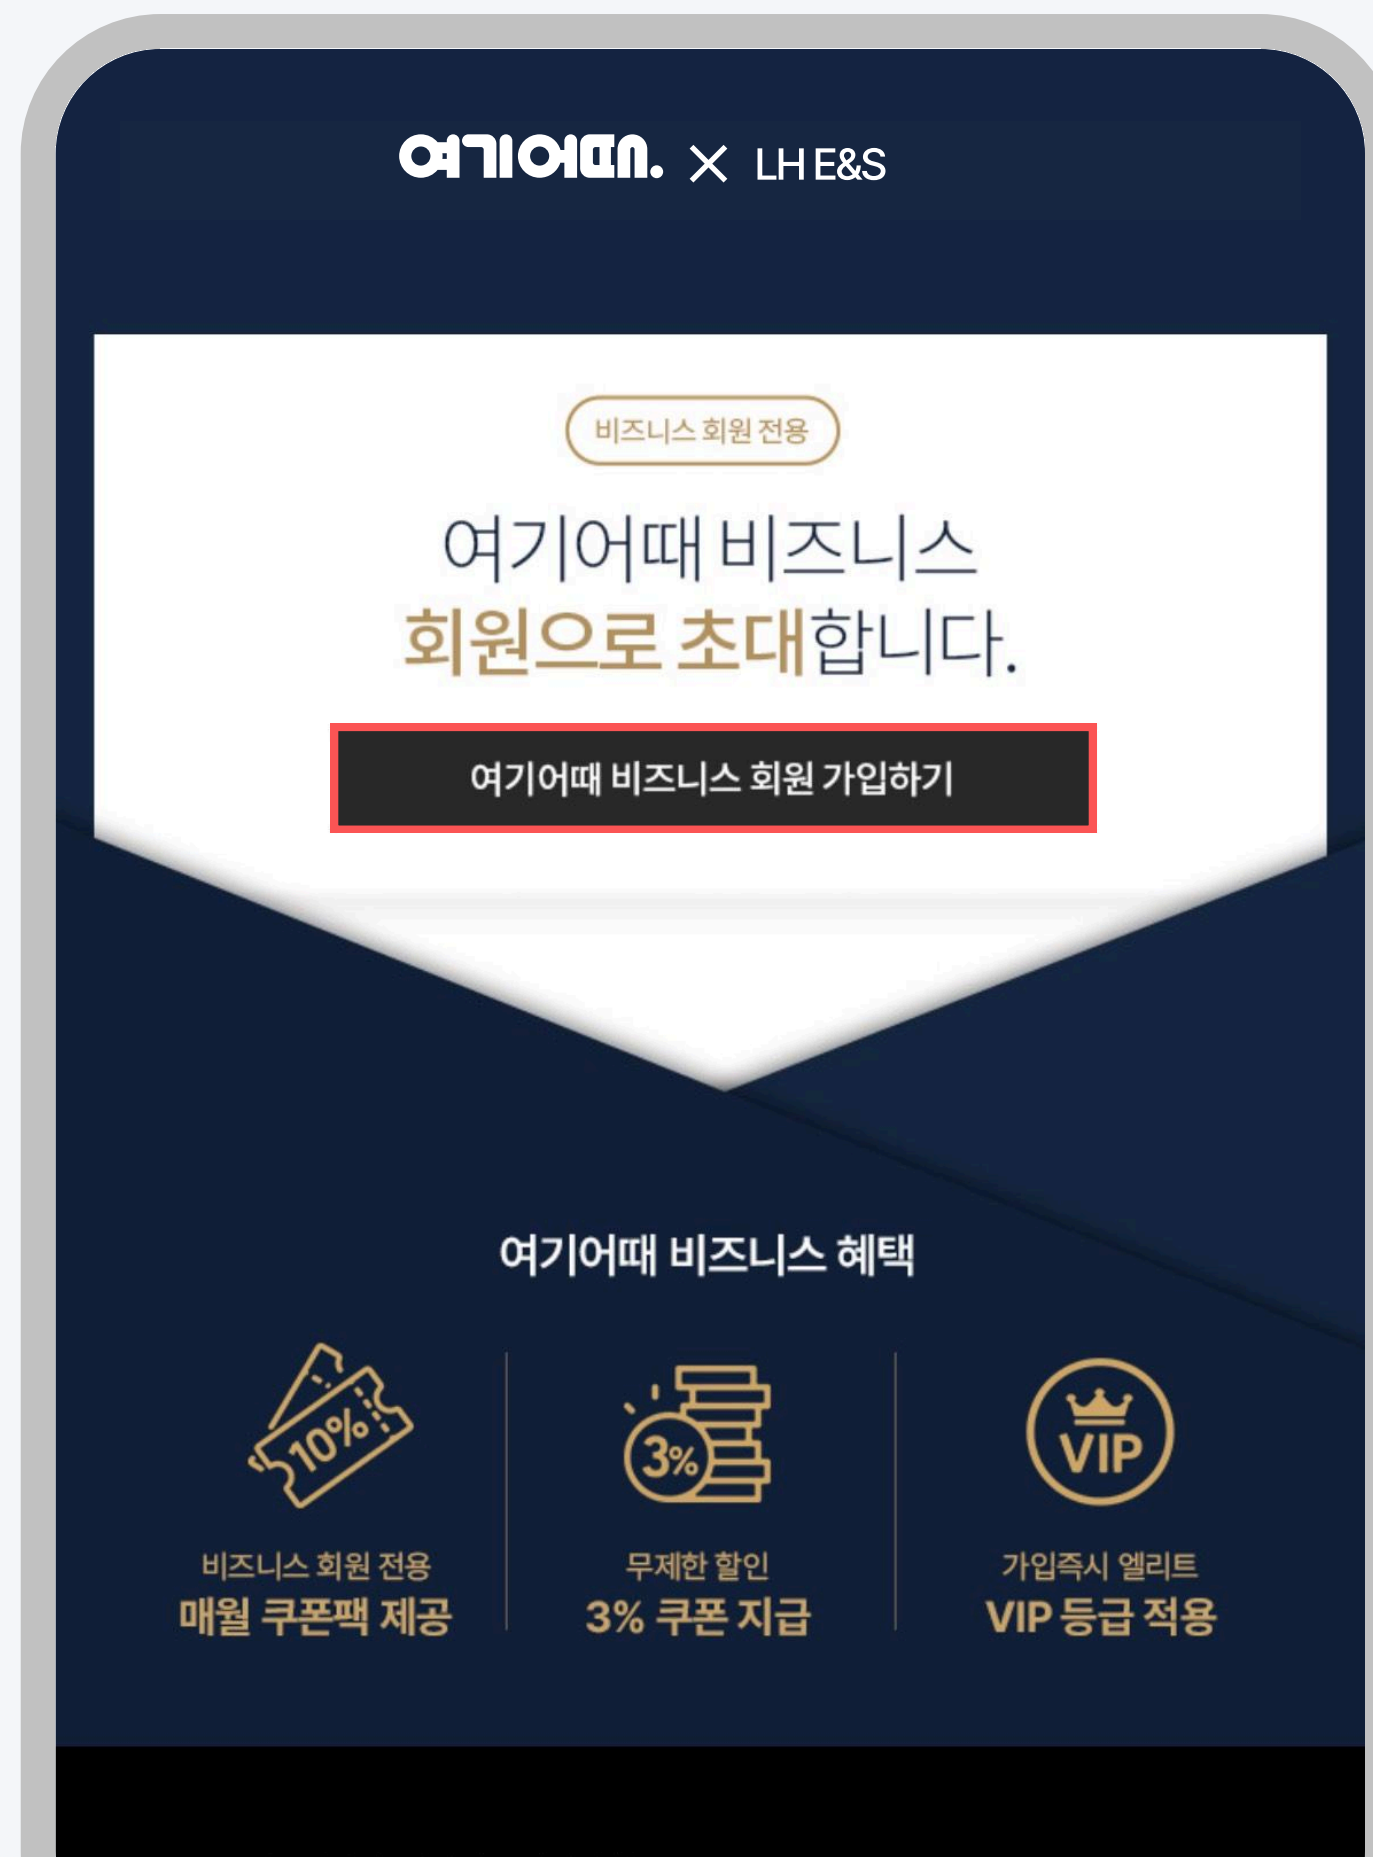 여기어때. × LH E&S
비즈니스 회원 전용
여기어때 비즈니스
회원으로 초대합니다.
여기어때 비즈니스 회원 가입하기
여기어때 비즈니스 혜택
10%
3%
VIP
비즈니스 회원 전용
매월 쿠폰팩 제공
무제한 할인
3% 쿠폰 지급
가입즉시 엘리트
VIP 등급 적용